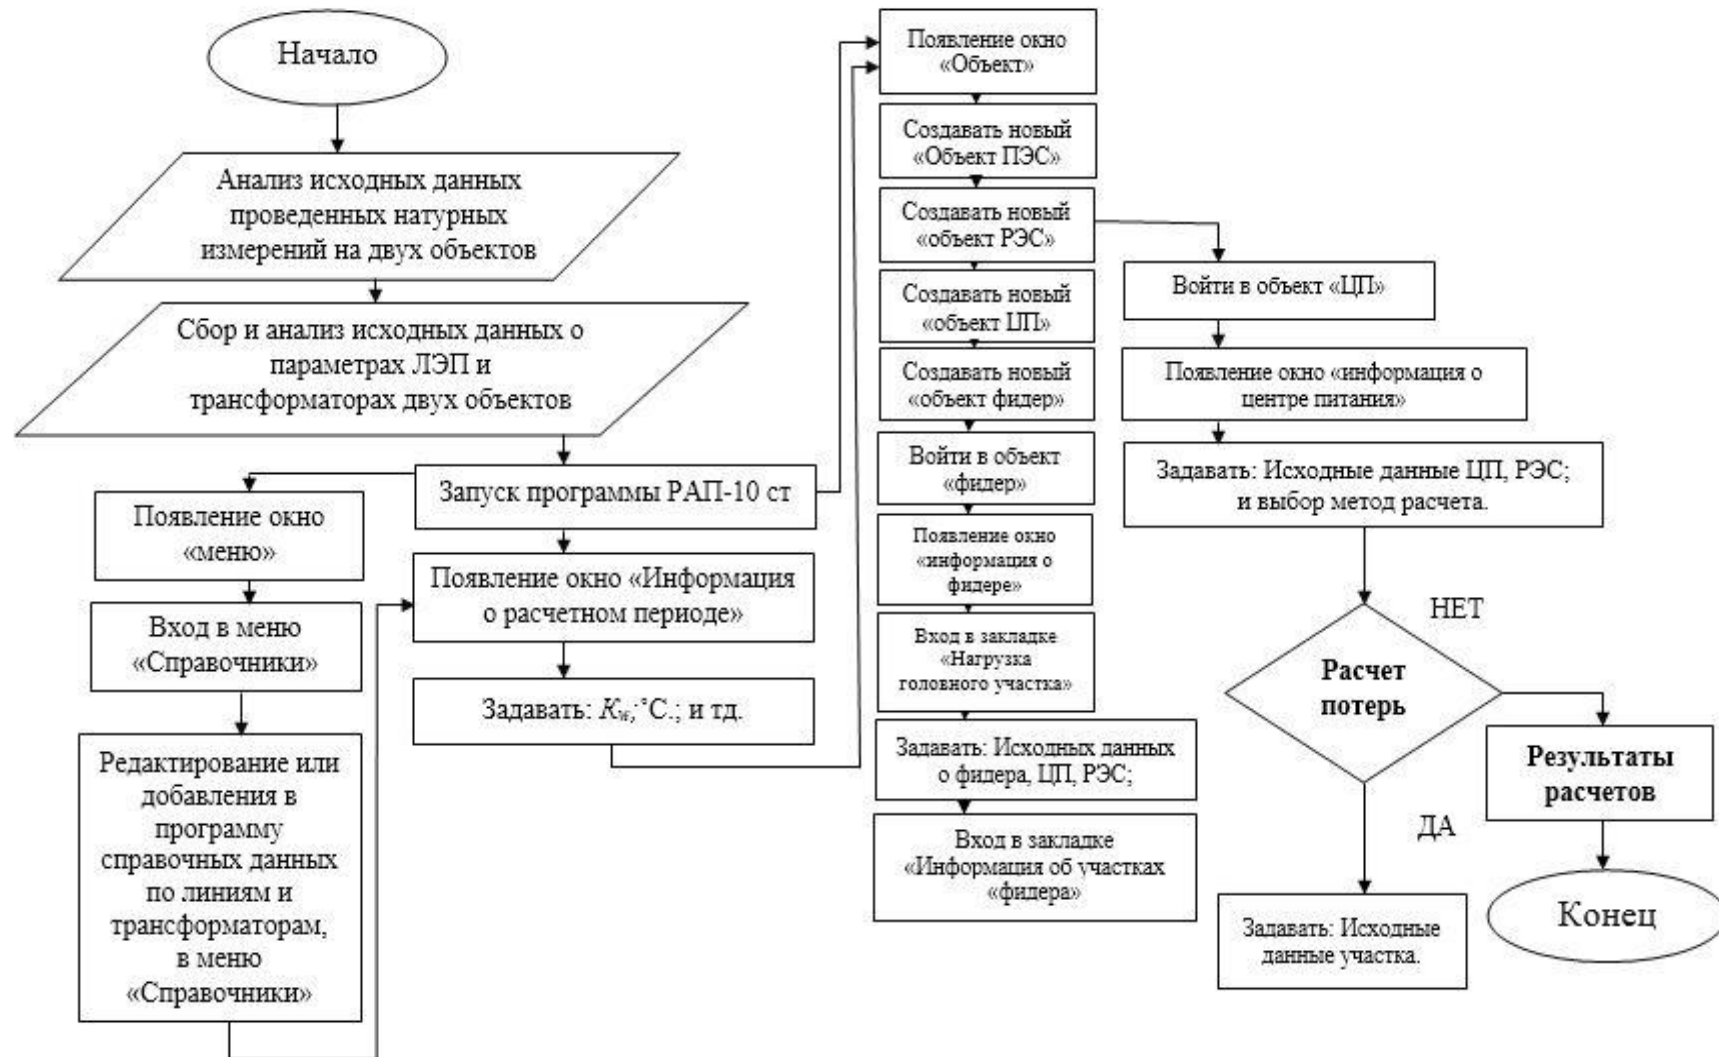 Начало
Анализ исходных данных
проведенных натурных
измерений на двух объектов
Сбор и анализ исходных данных о
параметрах ЛЭП и
трансформаторах двух объектов
Запуск программы РАП-10 ст
Появление окно
«меню»
Вход в меню
«Справочники»
Редактирование или
добавления в
программу
справочных данных
по линиям и
трансформаторам,
в меню
«Справочники»
Появление окно «Информация
о расчетном периоде»
Задавать: ˚С.; и тд.
Появление окно
«Объект»
Создавать новый
«Объект ПЭС»
Создавать новый
«объект РЭС»
Создавать новый
«объект ЦП»
Создавать новый
«объект фидер»
Войти в объект
«фидер»
Появление окно
«информация о
фидере»
Вход в закладке
«Нагрузка
головного участка»
Задавать: Исходных данных
о фидера, ЦП, РЭС;
Вход в закладке
«Информация об участках
«фидера»
Войти в объект «ЦП»
Появление окно «информация о
центре питания»
Задавать: Исходные данные ЦП, РЭС;
и выбор метод расчета.
НЕТ
Расчет
потерь
Результаты
расчетов
ДА
Конец
Задавать: Исходные
данные участка.